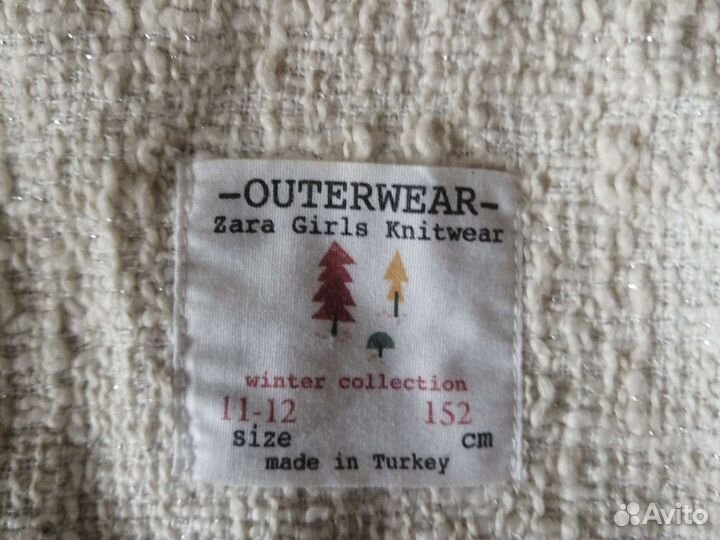 -OUTERWEAR-
Zara Girls Knitwear
winter collection
11-12 152
size cm
made in Turkey
Avito